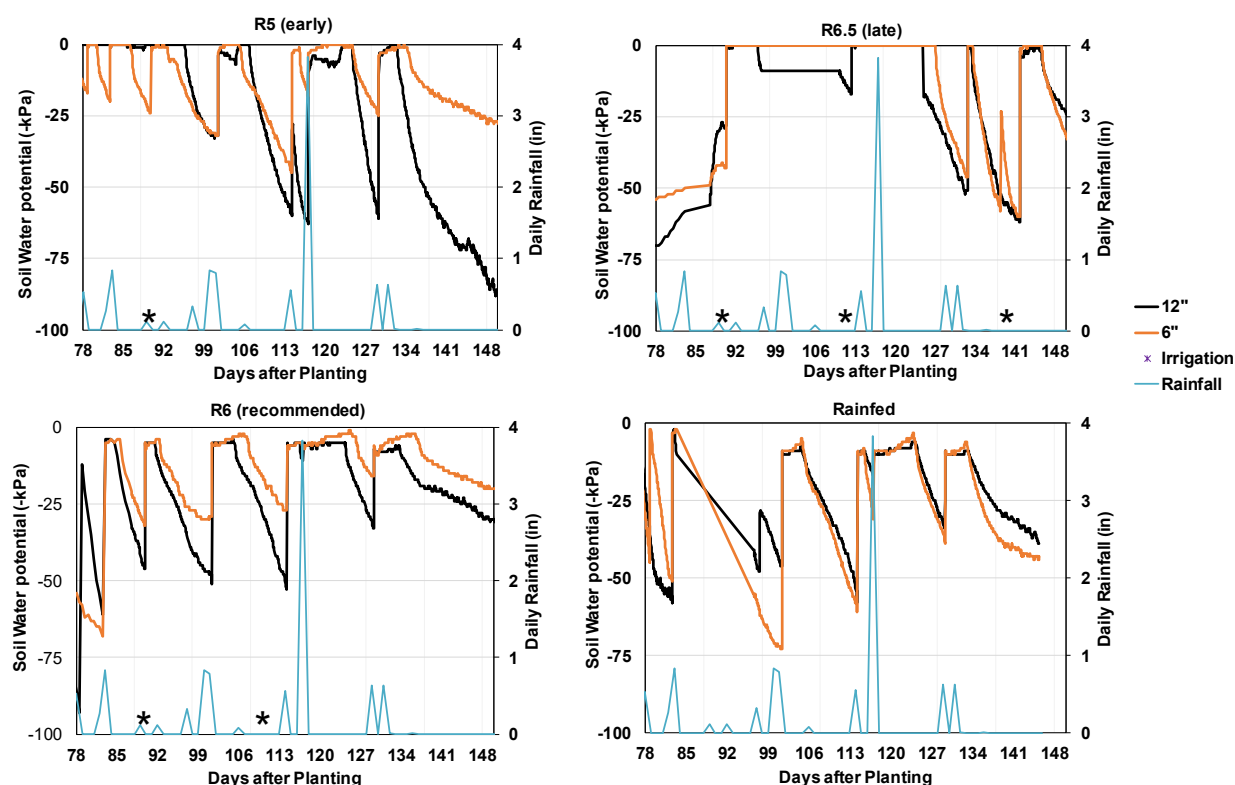 R5 (early)
Soil Water potential (-kPa)
0
-25
-50
-75
-100
4
3
2
1
0
Daily Rainfall (in)
78 85 92 99 106 113 120 127 134 141 148
Days after Planting
R6.5 (late)
Soil Water potential (-kPa)
0
-25
-50
-75
-100
4
3
2
1
0
Daily Rainfall (in)
78 85 92 99 106 113 120 127 134 141 148
Days after Planting
12"
6"
Irrigation
Rainfall
R6 (recommended)
Soil Water potential (-kPa)
0
-25
-50
-75
-100
4
3
2
1
0
Daily Rainfall (in)
78 85 92 99 106 113 120 127 134 141 148
Days after Planting
Rainfed
Soil Water potential (-kPa)
0
-25
-50
-75
-100
4
3
2
1
0
Daily Rainfall (in)
78 85 92 99 106 113 120 127 134 141 148
Days after Planting